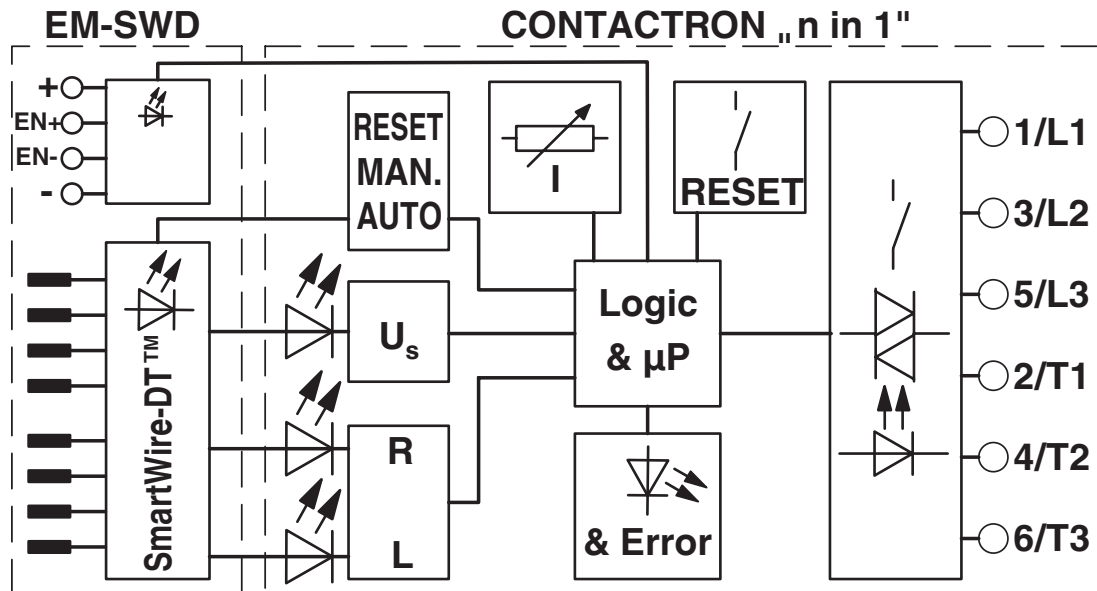 EM-SWD
CONTACTRON „n in 1"
+
EN+
EN-
-
RESET
MAN.
AUTO
I
RESET
1/L1
3/L2
5/L3
2/T1
4/T2
6/T3
SmartWire-DT™
Us
R
L
Logic
& µP
& Error